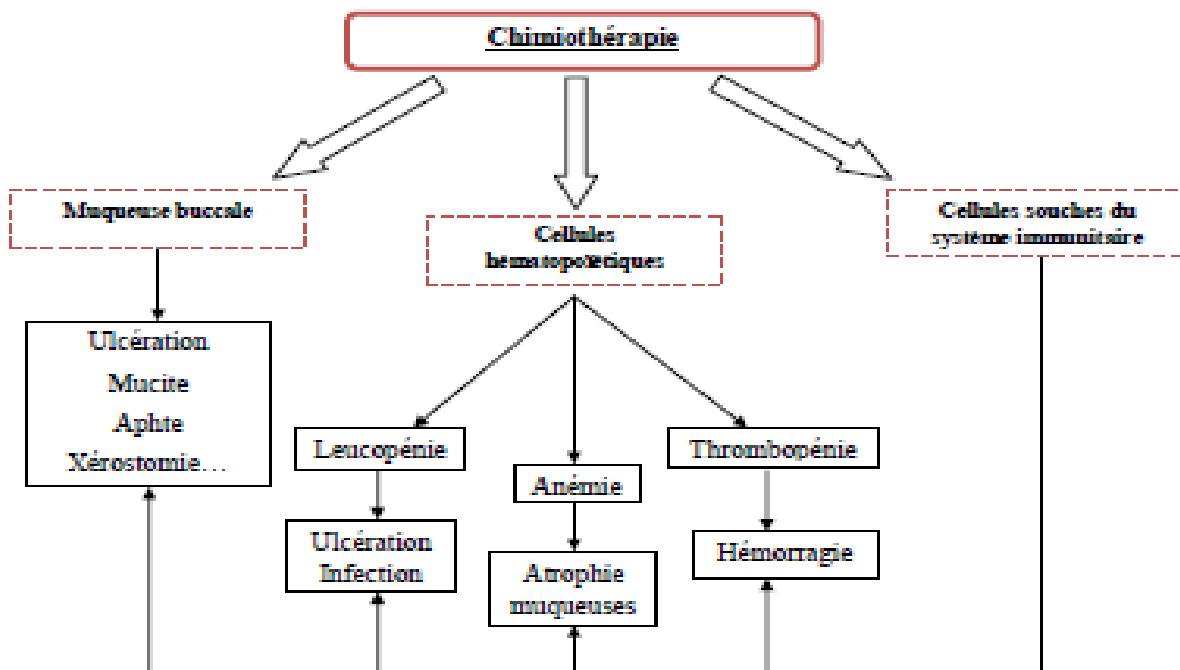 Chimiothérapie
Muqueuse buccale
Cellules
hématopoïétiques
Cellules souches du
système immunitaire
Ulcération
Mucite
Aphte
Xérostomie…
Leucopénie
Anémie
Thrombopénie
Ulcération
Infection
Atrophie
muqueuses
Hémorragie